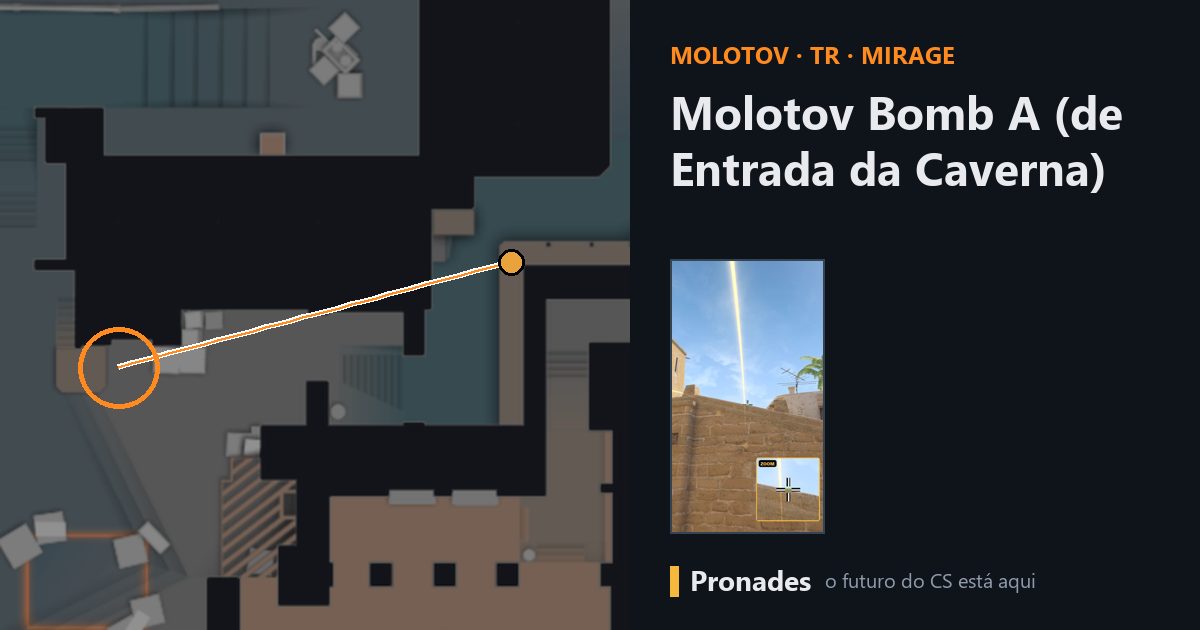 MOLOTOV · TR · MIRAGE
Molotov Bomb A (de
Entrada da Caverna)
ZOOM
Pronades o futuro do CS está aqui